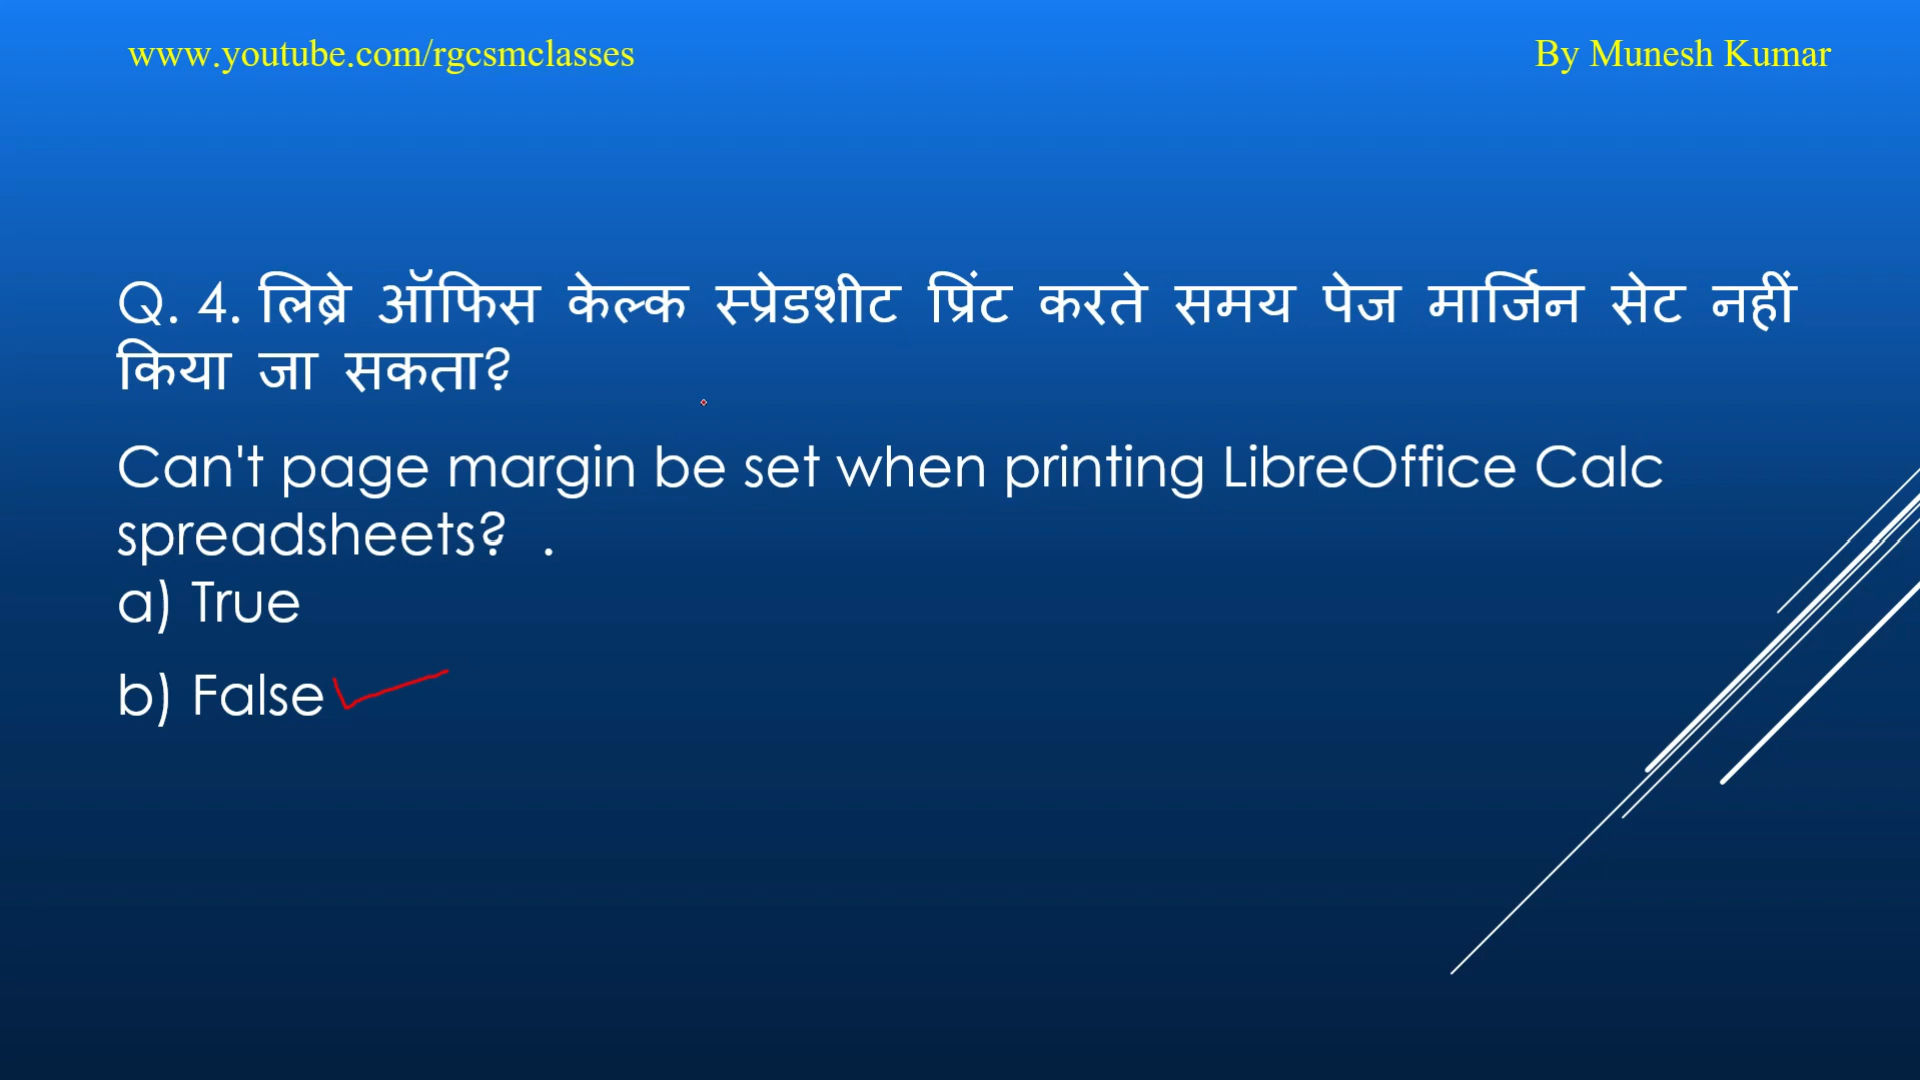 www.youtube.com/rgcsmclasses
By Munesh Kumar
Q. 4. लिब्रे ऑफिस केल्क स्प्रेडशीट प्रिंट करते समय पेज मार्जिन सेट नहीं
किया जा सकता?
Can't page margin be set when printing LibreOffice Calc
spreadsheets? .
a) True
b) False